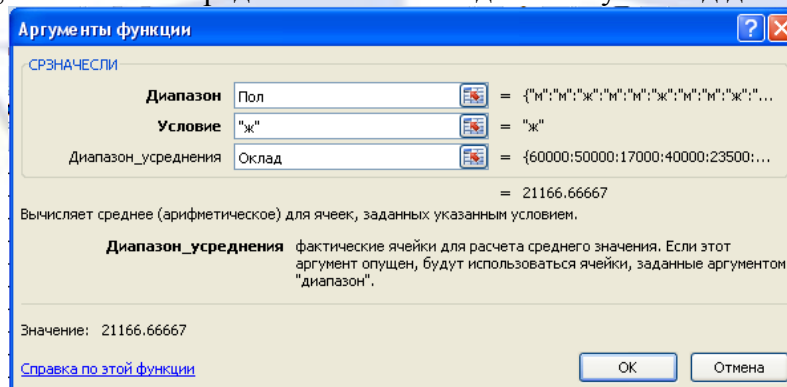 Аргументы функции
СРЗНАЧЕСЛИ
Диапазон Пол = {"м":"м":"ж":"м":"м":"ж":"м":"м":"ж":"...
Условие "ж" = "ж"
Диапазон_усреднения Оклад = {60000:50000:17000:40000:23500:...
= 21166.66667
Вычисляет среднее (арифметическое) для ячеек, заданных указанным условием.
Диапазон_усреднения фактические ячейки для расчета среднего значения. Если этот
аргумент опущен, будут использоваться ячейки, заданные аргументом
"диапазон".
Значение: 21166.66667
Справка по этой функции ОК Отмена